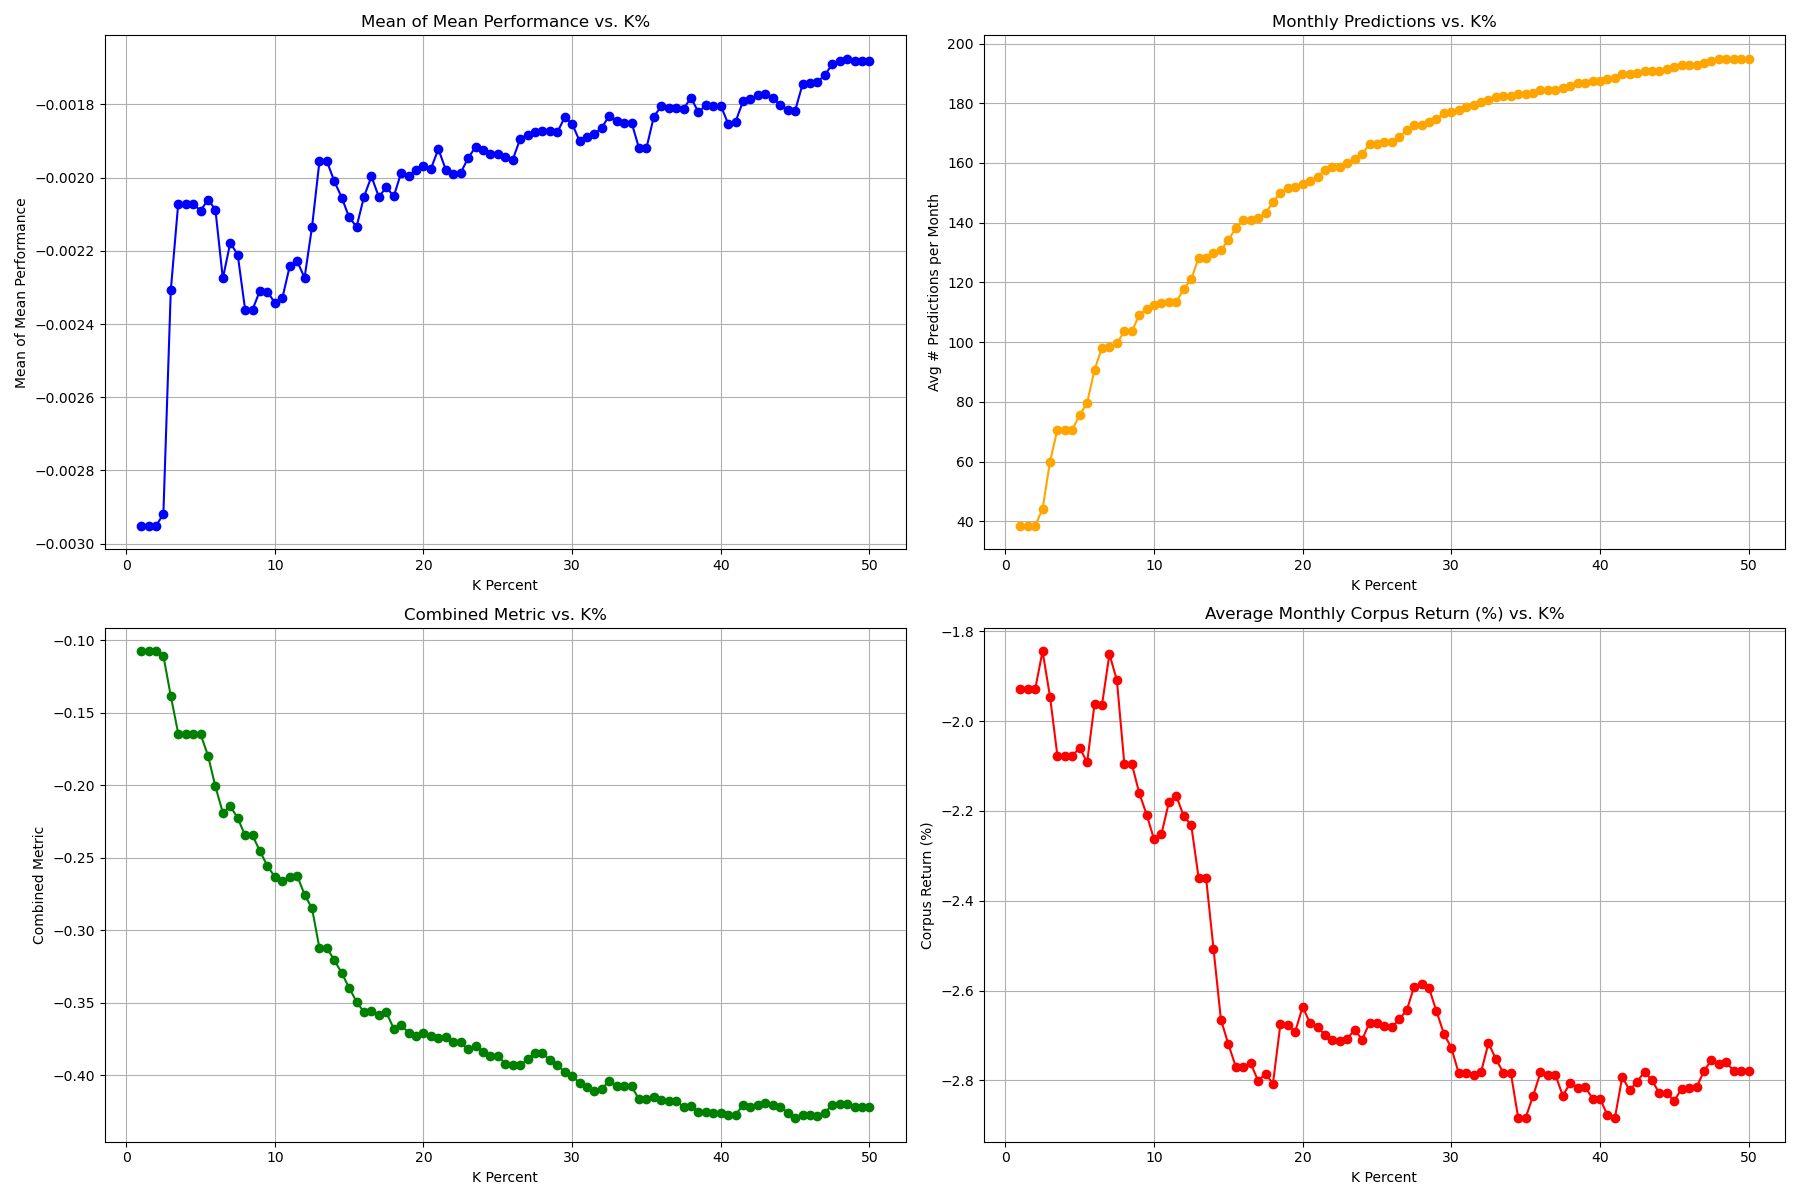 Mean of Mean Performance vs. K%
Mean of Mean Performance
−0.0018
−0.0020
−0.0022
−0.0024
−0.0026
−0.0028
−0.0030
0 10 20 30 40 50
K Percent
Monthly Predictions vs. K%
Avg # Predictions per Month
200
180
160
140
120
100
80
60
40
0 10 20 30 40 50
K Percent
Combined Metric vs. K%
Combined Metric
−0.10
−0.15
−0.20
−0.25
−0.30
−0.35
−0.40
0 10 20 30 40 50
K Percent
Average Monthly Corpus Return (%) vs. K%
Corpus Return (%)
−1.8
−2.0
−2.2
−2.4
−2.6
−2.8
0 10 20 30 40 50
K Percent